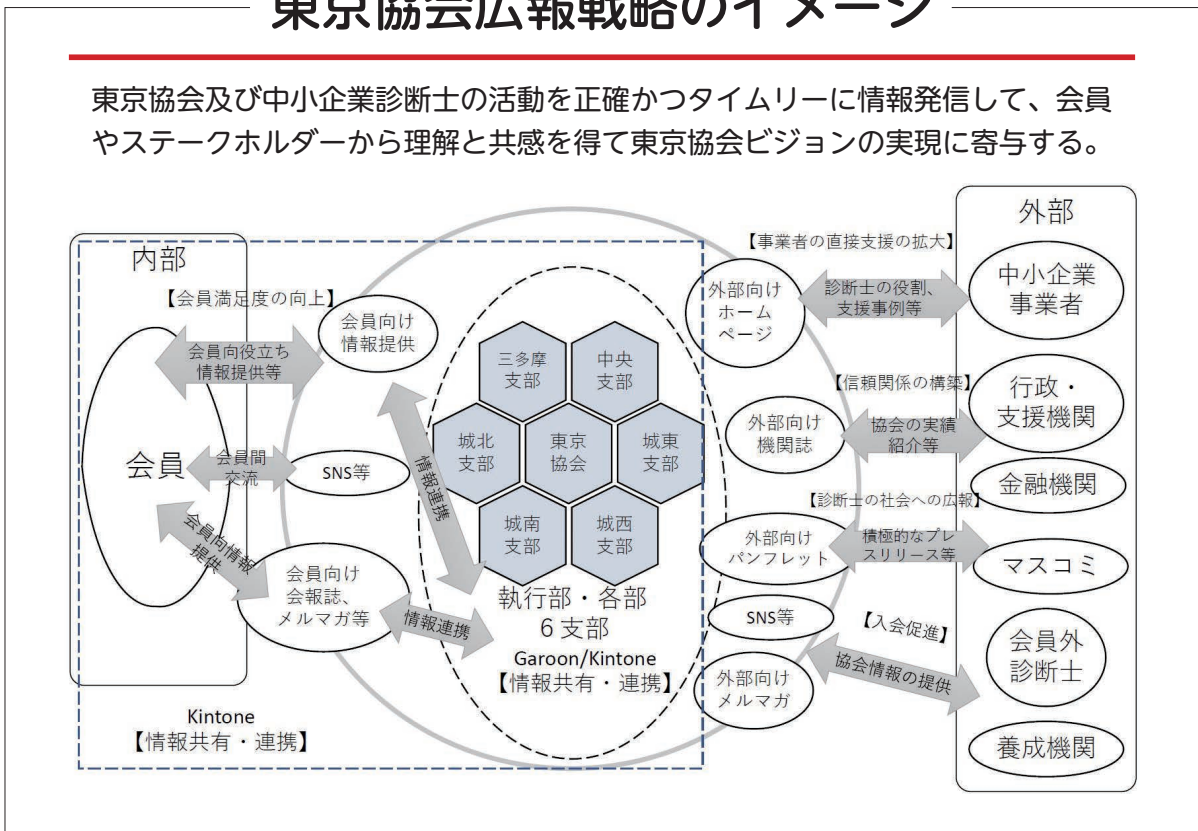 東京協会広報戦略のイメージ
東京協会及び中小企業診断士の活動を正確かつタイムリーに情報発信して、会員
やステークホルダーから理解と共感を得て東京協会ビジョンの実現に寄与する。
内部
【会員満足度の向上】
会員向役立ち
情報提供等
会員向け
情報提供
会員
会員間
交流
SNS等
会員向情報
提供
会員向け
会報誌、
メルマガ等
情報連携
情報連携
Kintone
【情報共有・連携】
三多摩
支部
中央
支部
城北
支部
東京
協会
城東
支部
城南
支部
城西
支部
執行部・各部
6支部
Garoon/Kintone
【情報共有・連携】
外部向け
ホーム
ページ
外部向け
機関誌
外部向け
パンフレット
SNS等
外部向け
メルマガ
【事業者の直接支援の拡大】
診断士の役割、
支援事例等
【信頼関係の構築】
協会の実績
紹介等
【診断士の社会への広報】
積極的なプレ
スリリース等
【入会促進】
協会情報の提供
外部
中小企業
事業者
行政・
支援機関
金融機関
マスコミ
会員外
診断士
養成機関